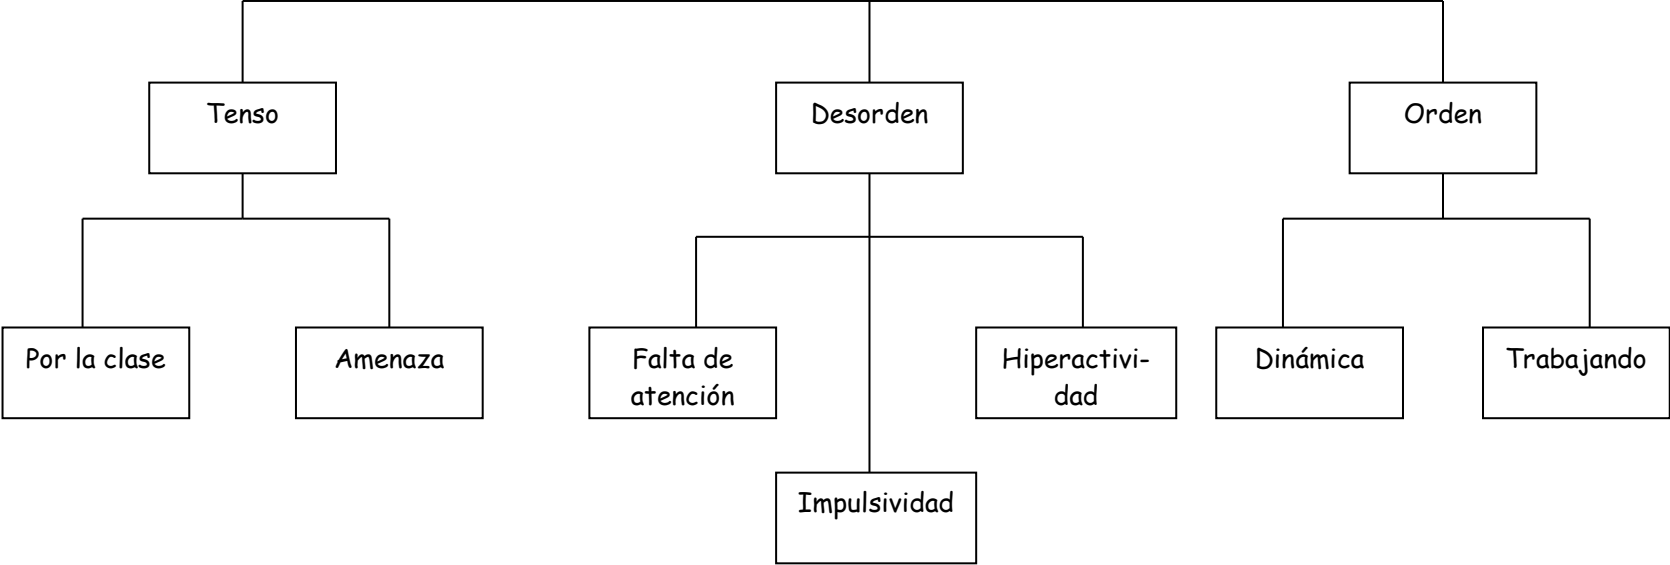 Tenso
Desorden
Orden
Por la clase
Amenaza
Falta de
atención
Hiperactivi-
dad
Dinámica
Trabajando
Impulsividad